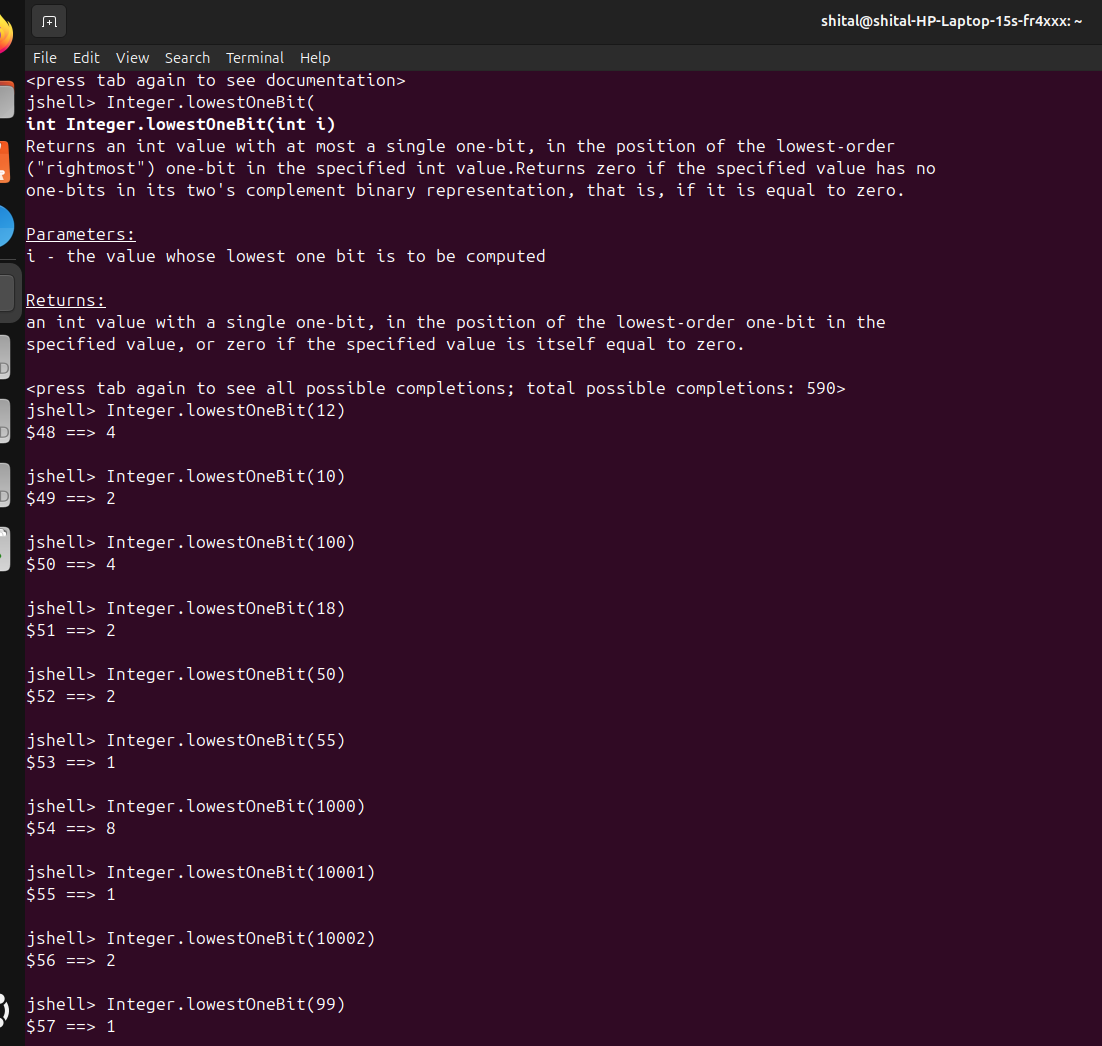 shital@shital-HP-Laptop-15s-fr4xxx: ~
File Edit View Search Terminal Help
<press tab again to see documentation>
jshell> Integer.lowestOneBit(
int Integer.lowestOneBit(int i)
Returns an int value with at most a single one-bit, in the position of the lowest-order
("rightmost") one-bit in the specified int value.Returns zero if the specified value has no
one-bits in its two's complement binary representation, that is, if it is equal to zero.
Parameters:
i - the value whose lowest one bit is to be computed
Returns:
an int value with a single one-bit, in the position of the lowest-order one-bit in the
specified value, or zero if the specified value is itself equal to zero.
<press tab again to see all possible completions; total possible completions: 590>
jshell> Integer.lowestOneBit(12)
$48 ==> 4
jshell> Integer.lowestOneBit(10)
$49 ==> 2
jshell> Integer.lowestOneBit(100)
$50 ==> 4
jshell> Integer.lowestOneBit(18)
$51 ==> 2
jshell> Integer.lowestOneBit(50)
$52 ==> 2
jshell> Integer.lowestOneBit(55)
$53 ==> 1
jshell> Integer.lowestOneBit(1000)
$54 ==> 8
jshell> Integer.lowestOneBit(10001)
$55 ==> 1
jshell> Integer.lowestOneBit(10002)
$56 ==> 2
jshell> Integer.lowestOneBit(99)
$57 ==> 1